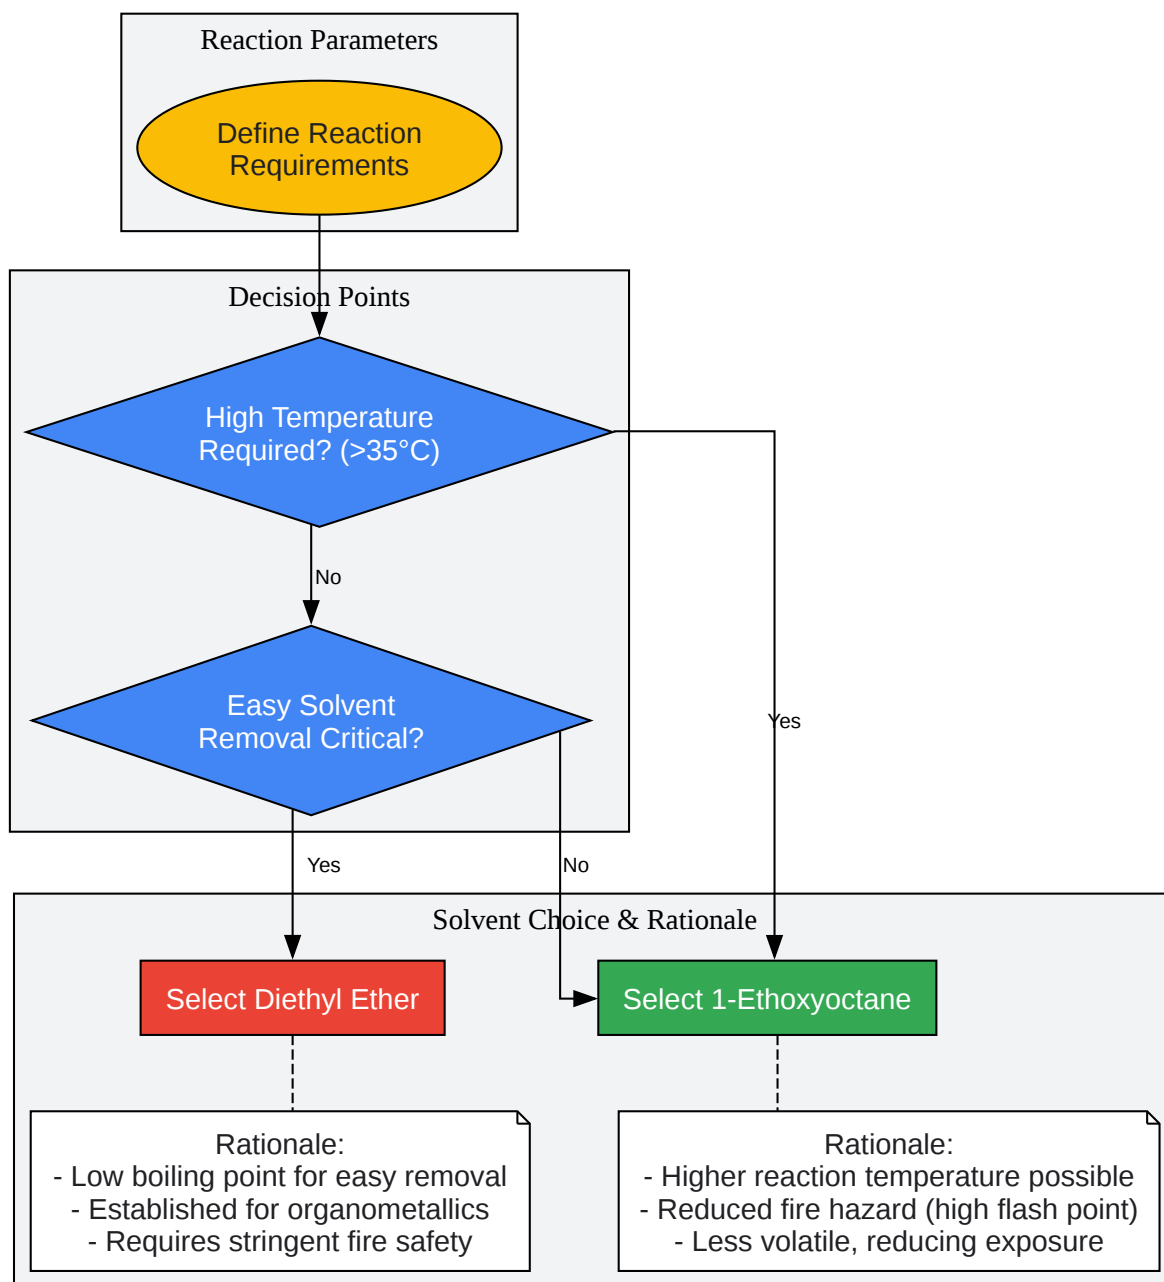 Reaction Parameters
Define Reaction
Requirements
Decision Points
High Temperature
Required? (>35°C)
No
Easy Solvent
Removal Critical?
Yes
Yes
No
Solvent Choice & Rationale
Select Diethyl Ether
Select 1-Ethoxyoctane
Rationale:
- Low boiling point for easy removal
- Established for organometallics
- Requires stringent fire safety
Rationale:
- Higher reaction temperature possible
- Reduced fire hazard (high flash point)
- Less volatile, reducing exposure